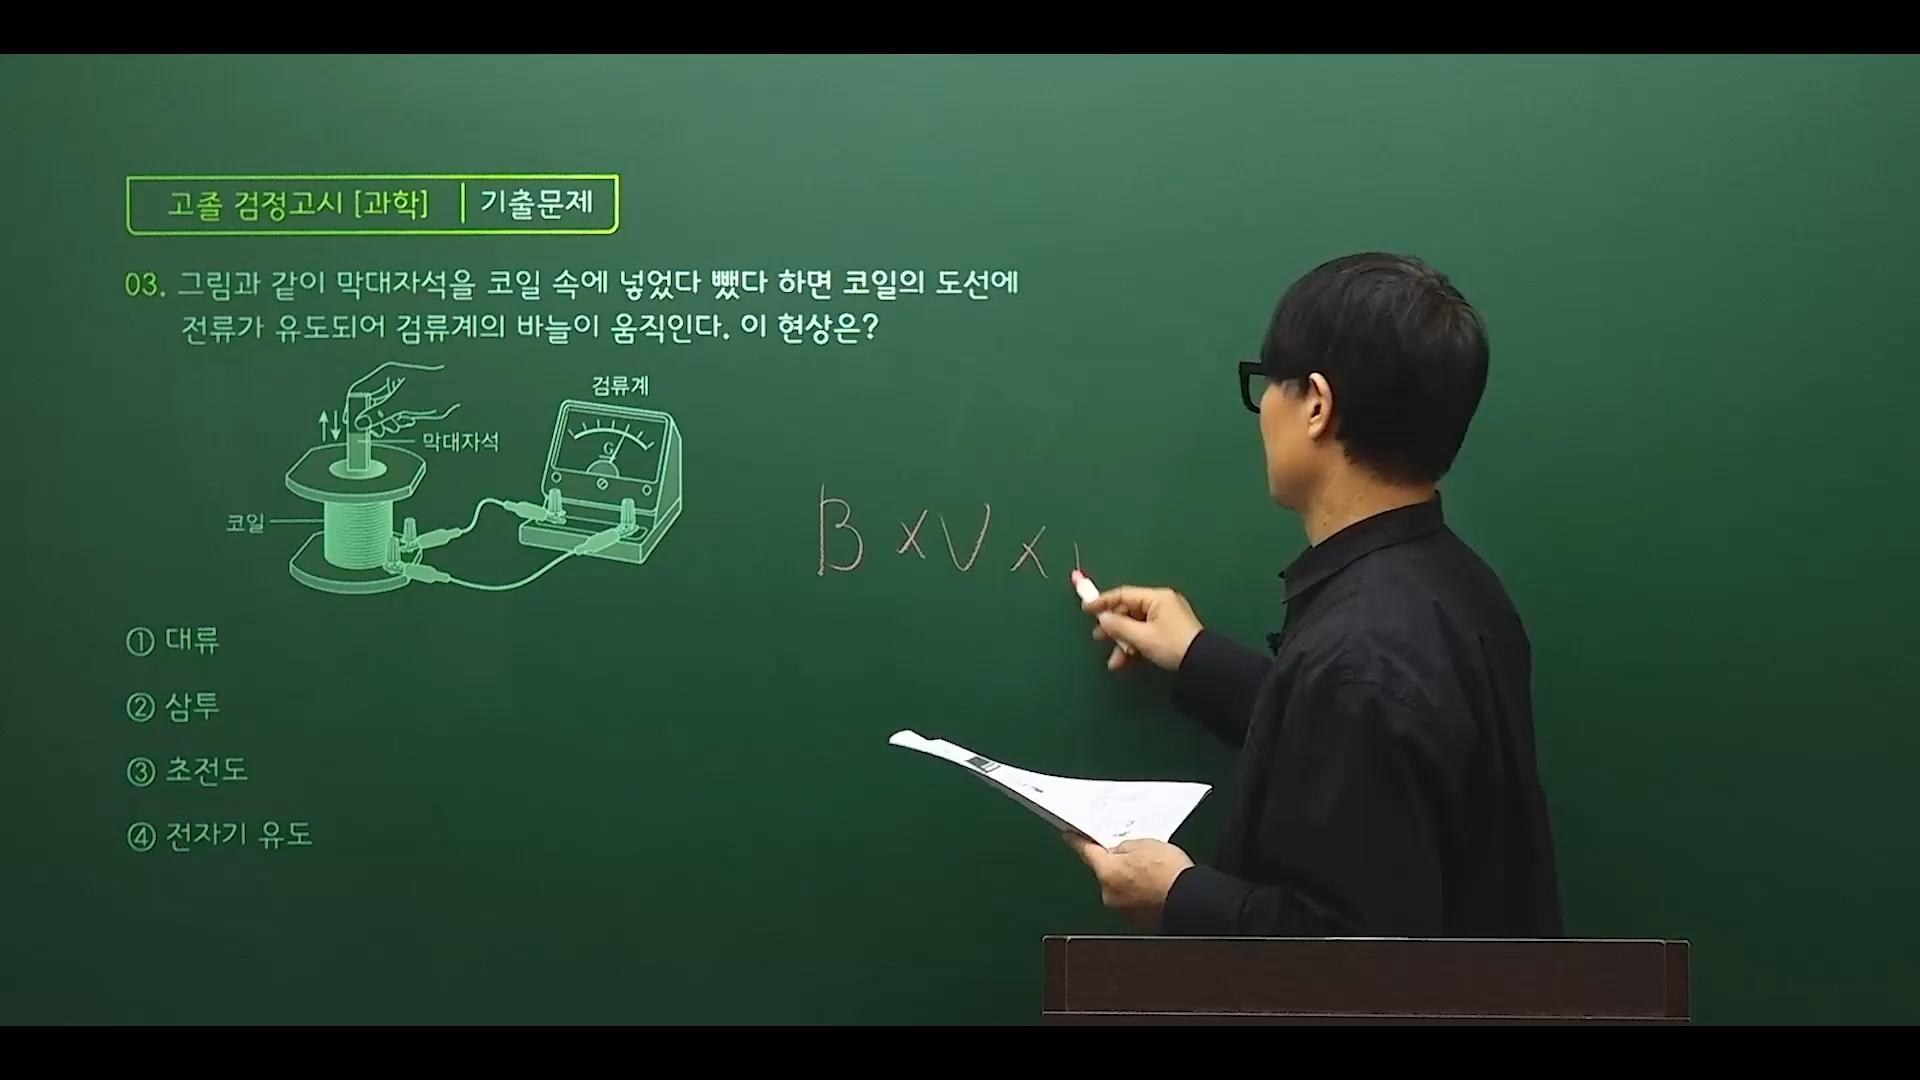 고졸 검정고시 [과학] 기출문제
03. 그림과 같이 막대자석을 코일 속에 넣었다 뺐다 하면 코일의 도선에
전류가 유도되어 검류계의 바늘이 움직인다. 이 현상은?
검류계
G
막대자석
코일
B × V ×
① 대류
② 삼투
③ 초전도
④ 전자기 유도